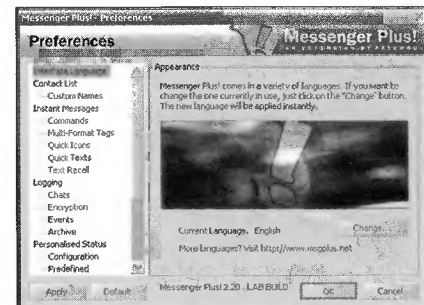 Messenger Plus! - Preferences
Preferences
Messenger Plus!
Interface Language
Contact List
Custom Names
Instant Messages
Commands
Multi-Format Tags
Quick Icons
Quick Texts
Text Recall
Logging
Chats
Encryption
Events
Archive
Personalised Status
Configuration
Predefined
Appearance
Messenger Plus! comes in a variety of languages. If you want to
change the one currently in use, just click on the "Change" button.
The new language will be applied instantly.
Current Language. English
Change...
More languages? Visit http://www.msgplus.net
Apply
Default
Messenger Plus! 2.20 . LAB BUILD
OK
Cancel